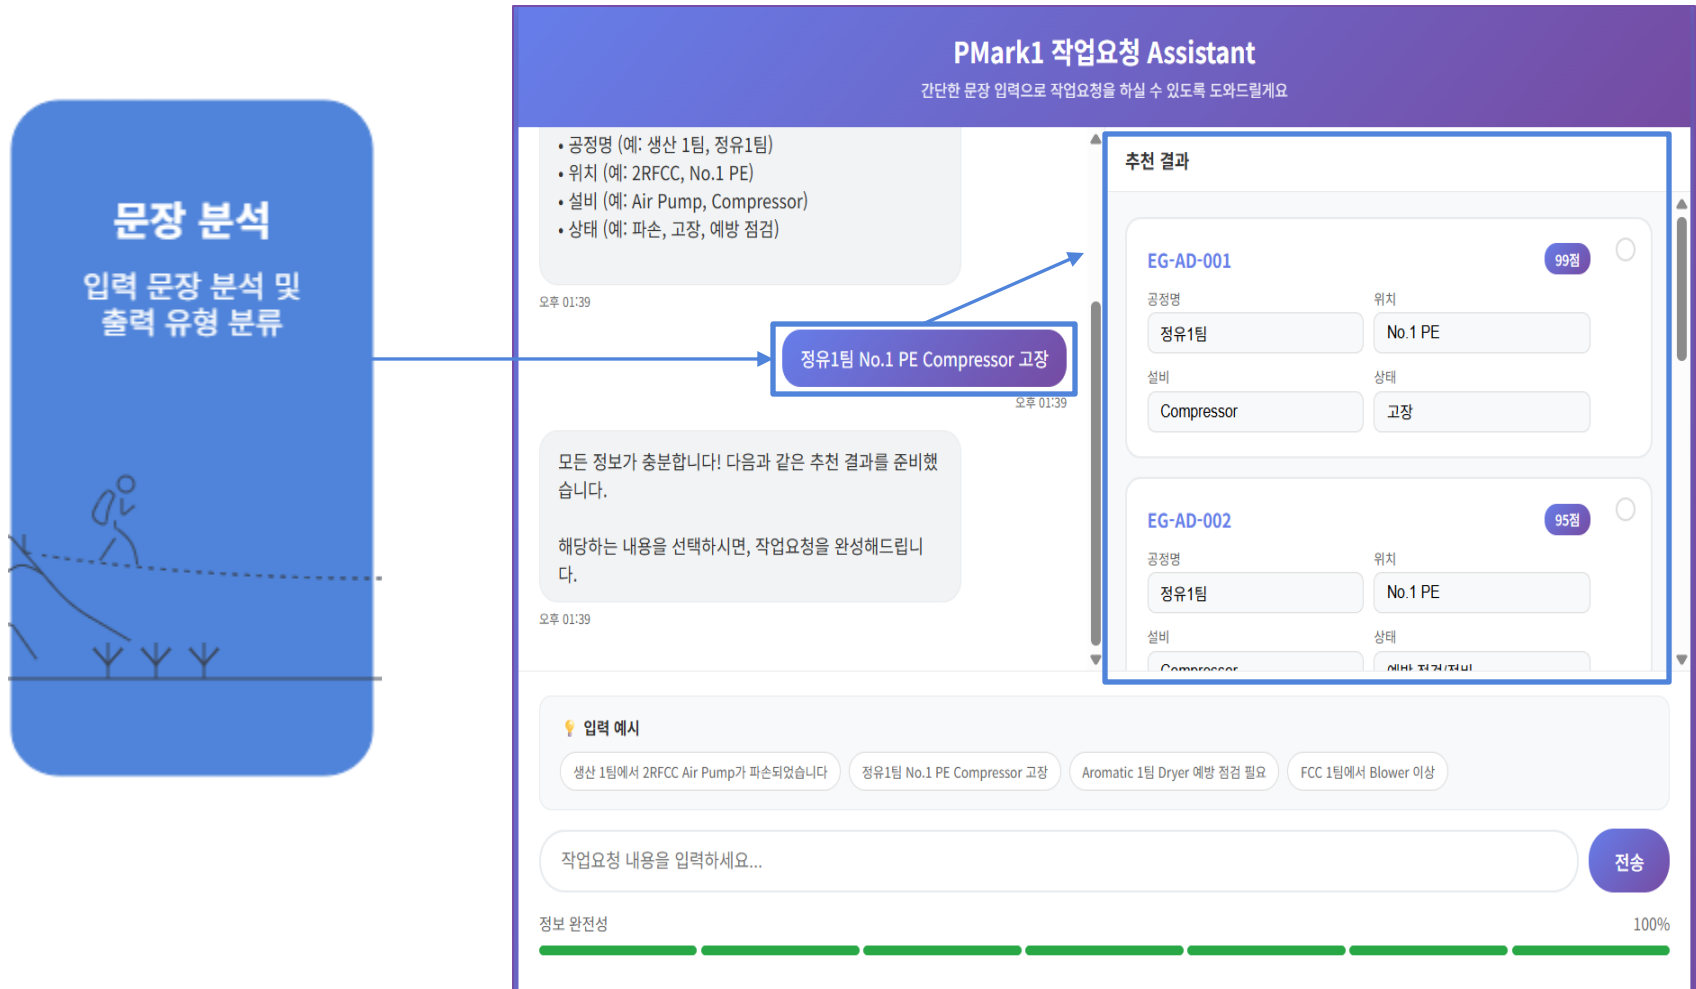 문장 분석
입력 문장 분석 및
출력 유형 분류
PMark1 작업요청 Assistant
간단한 문장 입력으로 작업요청을 하실 수 있도록 도와드릴게요
• 공정명 (예: 생산 1팀, 정유1팀)
• 위치 (예: 2RFCC, No.1 PE)
• 설비 (예: Air Pump, Compressor)
• 상태 (예: 파손, 고장, 예방 점검)
오후 01:39
정유1팀 No.1 PE Compressor 고장
오후 01:39
모든 정보가 충분합니다! 다음과 같은 추천 결과를 준비했
습니다.
해당하는 내용을 선택하시면, 작업요청을 완성해드립니
다.
오후 01:39
추천 결과
EG-AD-001 99점
공정명 위치
정유1팀 No.1 PE
설비 상태
Compressor 고장
EG-AD-002 95점
공정명 위치
정유1팀 No.1 PE
설비 상태
Compressor 예방 점검/정비
💡 입력 예시
생산 1팀에서 2RFCC Air Pump가 파손되었습니다 정유1팀 No.1 PE Compressor 고장 Aromatic 1팀 Dryer 예방 점검 필요 FCC 1팀에서 Blower 이상
작업요청 내용을 입력하세요...
전송
정보 완전성 100%